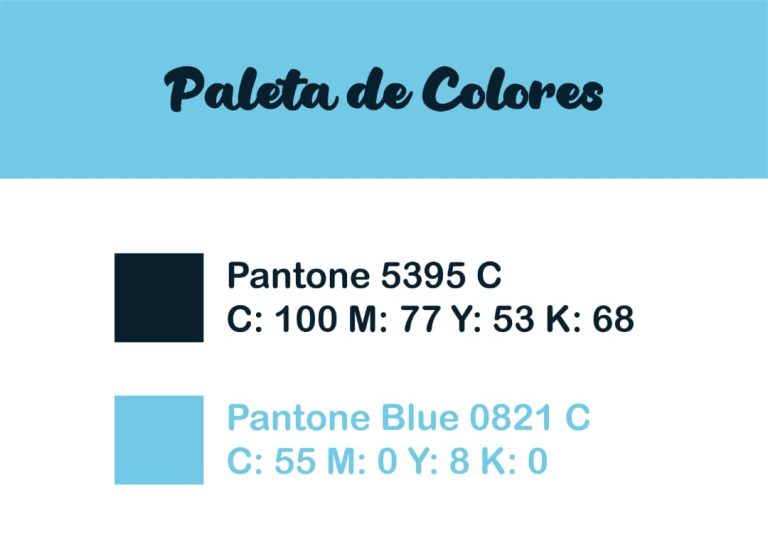 Paleta de Colores
Pantone 5395 C
C: 100 M: 77 Y: 53 K: 68
Pantone Blue 0821 C
C: 55 M: 0 Y: 8 K: 0